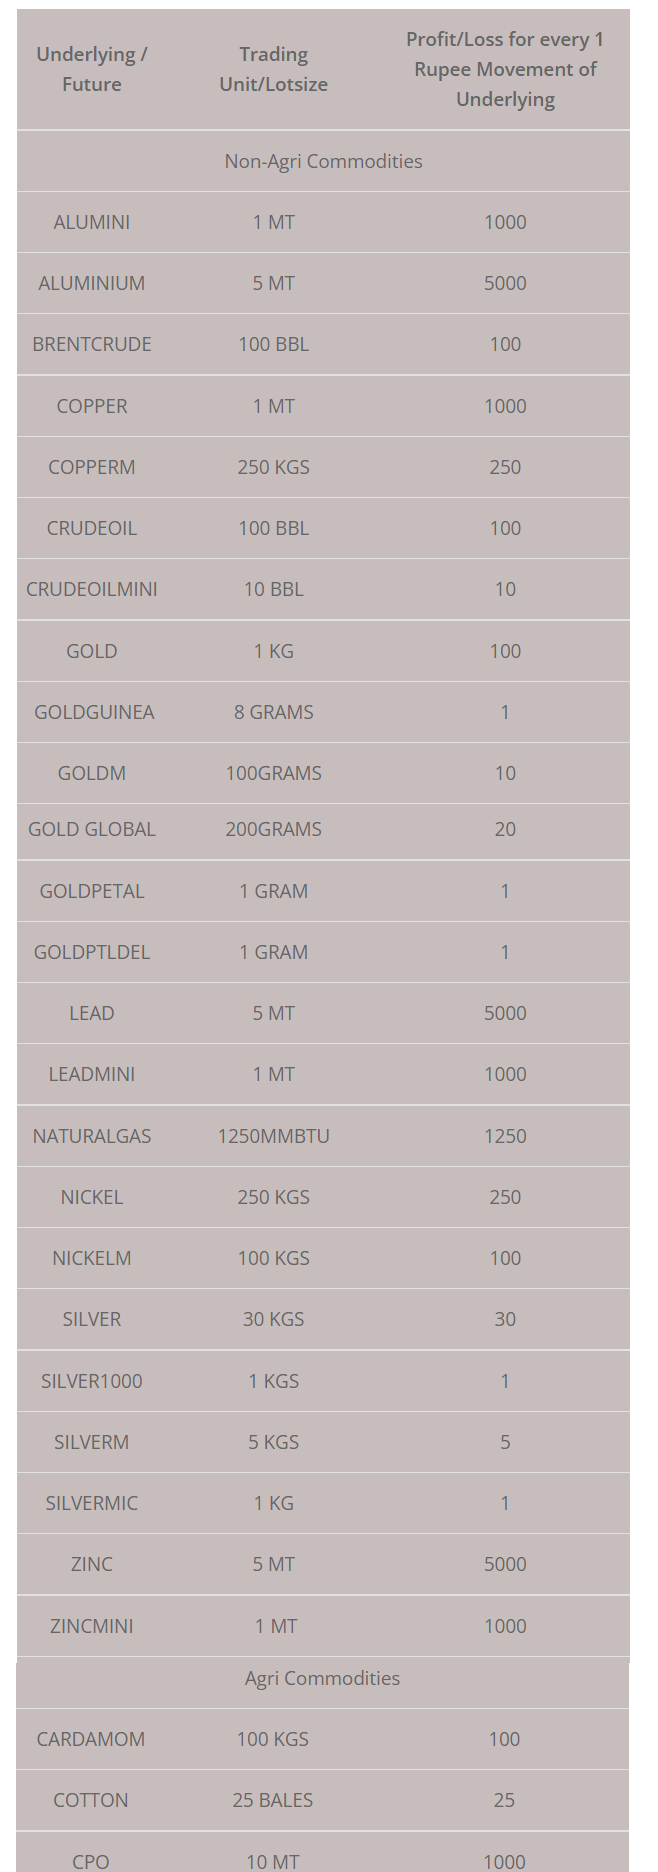 Underlying / Future Trading Unit/Lotsize Profit/Loss for every 1 Rupee Movement of Underlying
Non-Agri Commodities
ALUMINI 1 MT 1000
ALUMINIUM 5 MT 5000
BRENTCRUDE 100 BBL 100
COPPER 1 MT 1000
COPPERM 250 KGS 250
CRUDEOIL 100 BBL 100
CRUDEOILMINI 10 BBL 10
GOLD 1 KG 100
GOLDGUINEA 8 GRAMS 1
GOLDM 100GRAMS 10
GOLD GLOBAL 200GRAMS 20
GOLDPETAL 1 GRAM 1
GOLDPTLDEL 1 GRAM 1
LEAD 5 MT 5000
LEADMINI 1 MT 1000
NATURALGAS 1250MMBTU 1250
NICKEL 250 KGS 250
NICKELM 100 KGS 100
SILVER 30 KGS 30
SILVER1000 1 KGS 1
SILVERM 5 KGS 5
SILVERMIC 1 KG 1
ZINC 5 MT 5000
ZINCMINI 1 MT 1000
Agri Commodities
CARDAMOM 100 KGS 100
COTTON 25 BALES 25
CPO 10 MT 1000